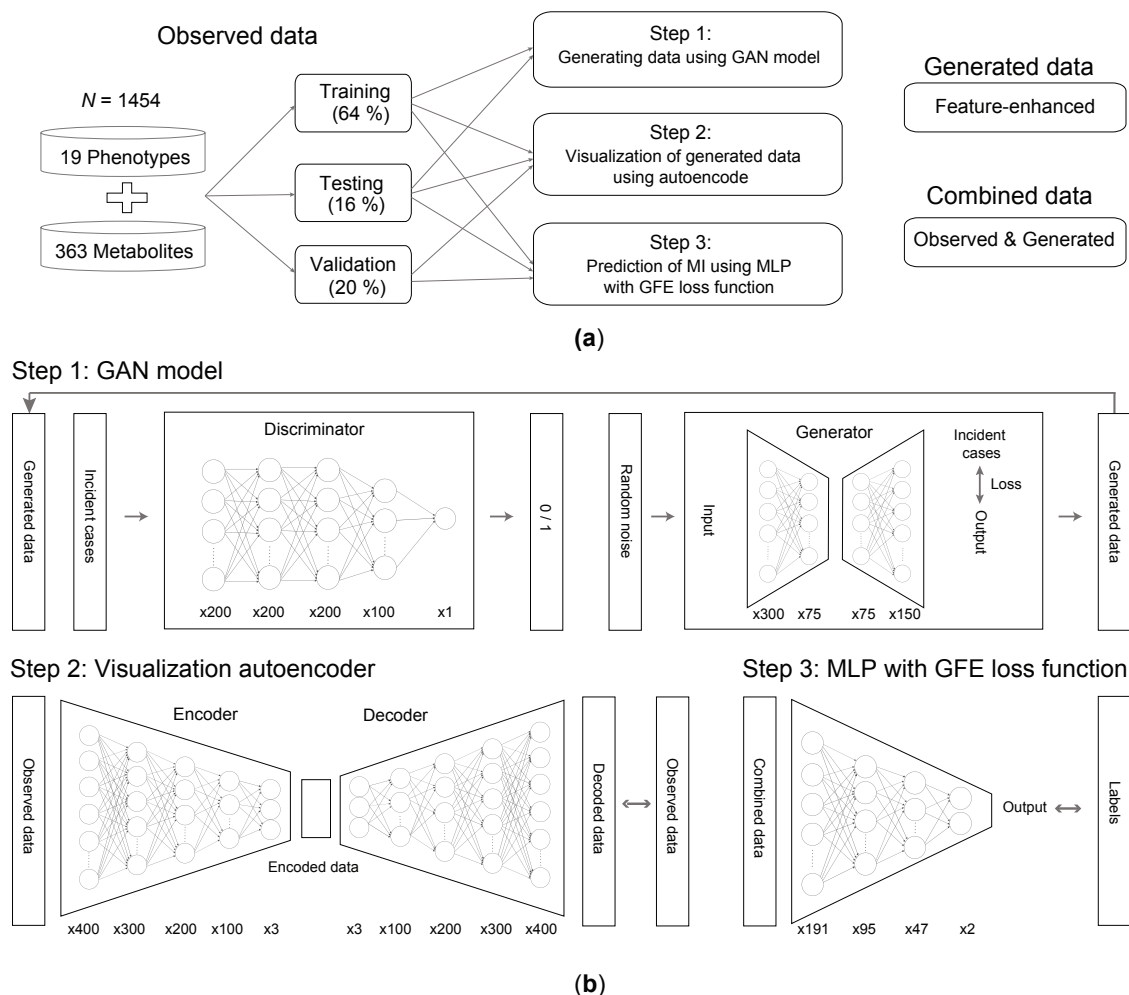 Observed data
N = 1454
19 Phenotypes
363 Metabolites
Training
(64 %)
Testing
(16 %)
Validation
(20 %)
Step 1:
Generating data using GAN model
Step 2:
Visualization of generated data
using autoencode
Step 3:
Prediction of MI using MLP
with GFE loss function
Generated data
Feature-enhanced
Combined data
Observed & Generated
(a)
Step 1: GAN model
Generated data
Incident cases
Discriminator
x200 x200 x200 x100 x1
0 / 1
Random noise
Input
Generator
x300 x75 x75 x150
Incident
cases
Loss
Output
Generated data
Step 2: Visualization autoencoder
Observed data
Encoder
x400 x300 x200 x100 x3
Encoded data
Decoder
x3 x100 x200 x300 x400
Decoded data
Observed data
Step 3: MLP with GFE loss function
Combined data
x191 x95 x47 x2
Output
Labels
(b)